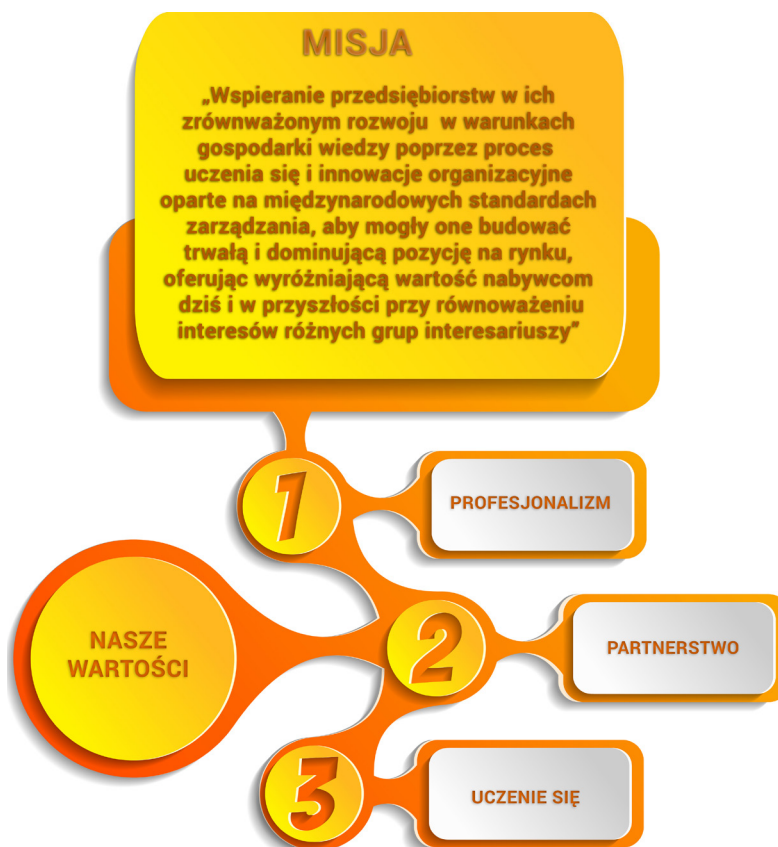 MISJA
„Wspieranie przedsiębiorstw w ich
zrównważonym rozwoju w warunkach
gospodarki wiedzy poprzez proces
uczenia się i innowacje organizacyjne
oparte na międzynarodowych standardach
zarządzania, aby mogły one budować
trwałą i dominującą pozycję na rynku,
oferując wyróżniającą wartość nabywcom
dziś i w przyszłości przy równoważeniu
interesów różnych grup interesariuszy”
1
PROFESJONALIZM
NASZE
WARTOŚCI
2
PARTNERSTWO
3
UCZENIE SIĘ